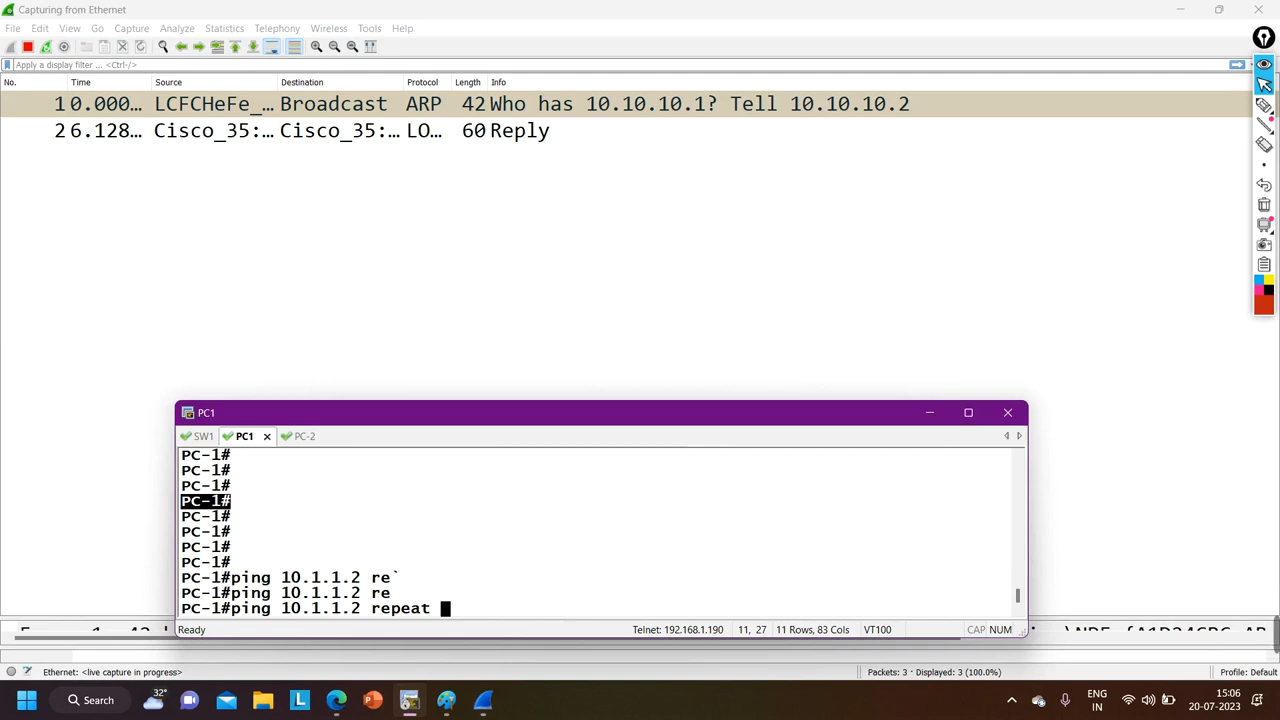 Capturing from Ethernet
File Edit View Go Capture Analyze Statistics Telephony Wireless Tools Help
Apply a display filter ... <Ctrl-/>
No. Time Source Destination Protocol Length Info
1 0.000... LCFCHeFe_... Broadcast ARP 42 Who has 10.10.10.1? Tell 10.10.10.2
2 6.128... Cisco_35:... Cisco_35:... LO... 60 Reply
PC1
SW1 PC1 PC-2
PC-1#
PC-1#
PC-1#
PC-1#
PC-1#
PC-1#
PC-1#
PC-1#
PC-1#ping 10.1.1.2 re`
PC-1#ping 10.1.1.2 re
PC-1#ping 10.1.1.2 repeat
Ready Telnet: 192.168.1.190 11, 27 11 Rows, 83 Cols VT100 CAP NUM
Ethernet: <live capture in progress> Packets: 3 · Displayed: 3 (100.0%) Profile: Default
32° Search L ENG IN 15:06 20-07-2023